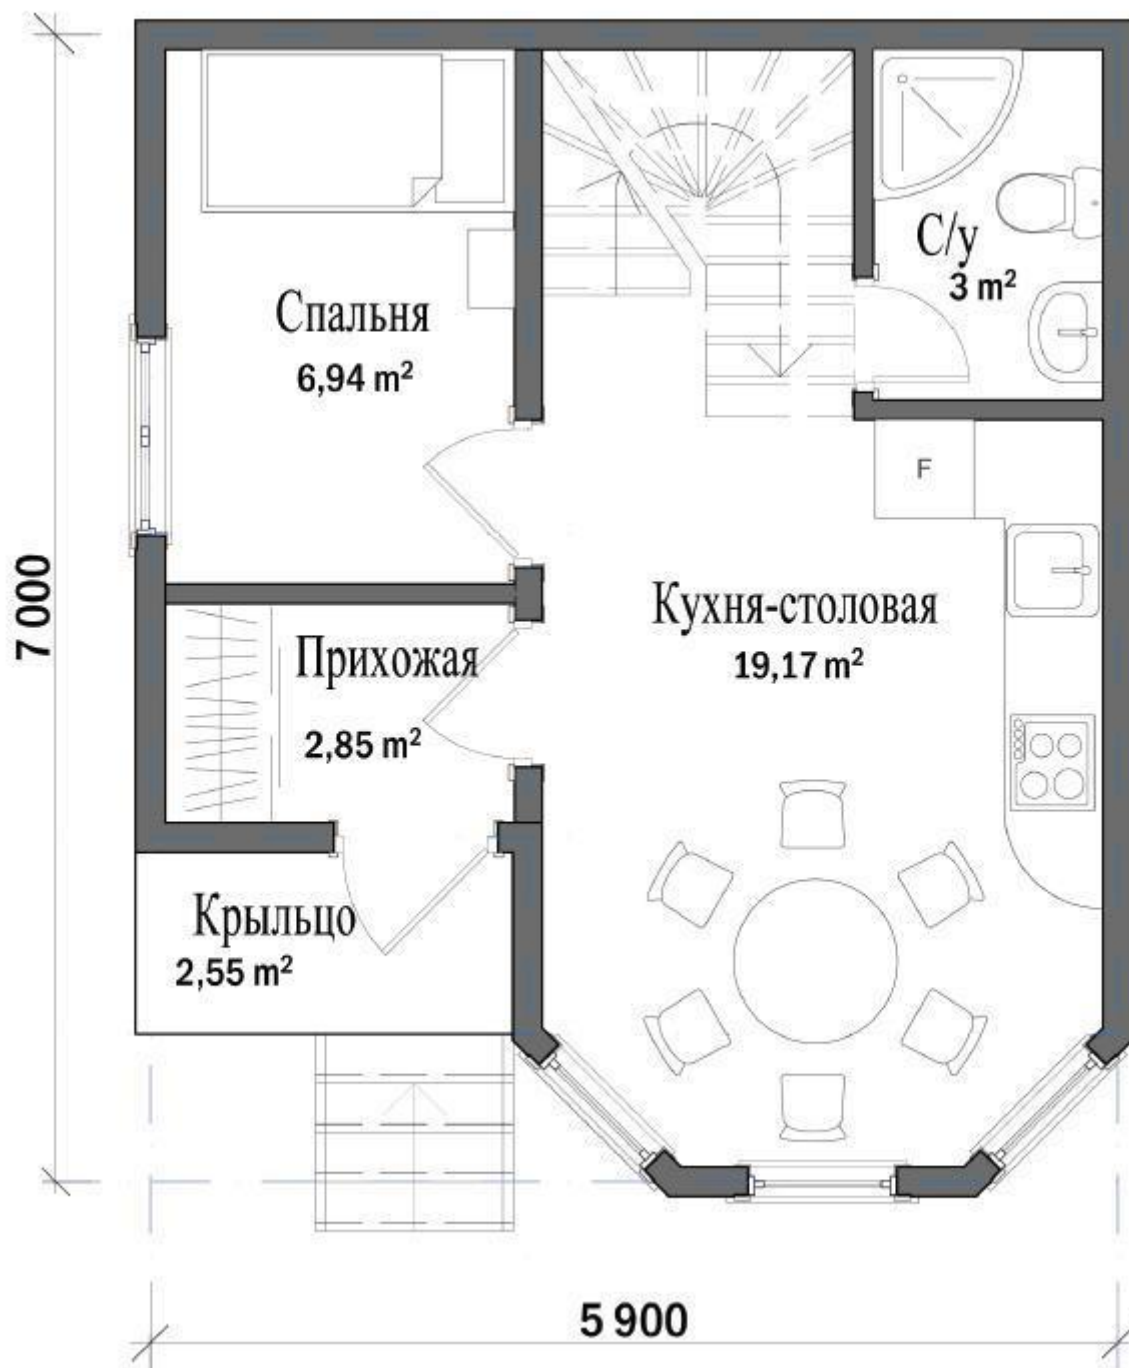 С/у
3 m²
Спальня
6,94 m²
F
7 000
Кухня-столовая
19,17 m²
Прихожая
2,85 m²
Крыльцо
2,55 m²
5 900